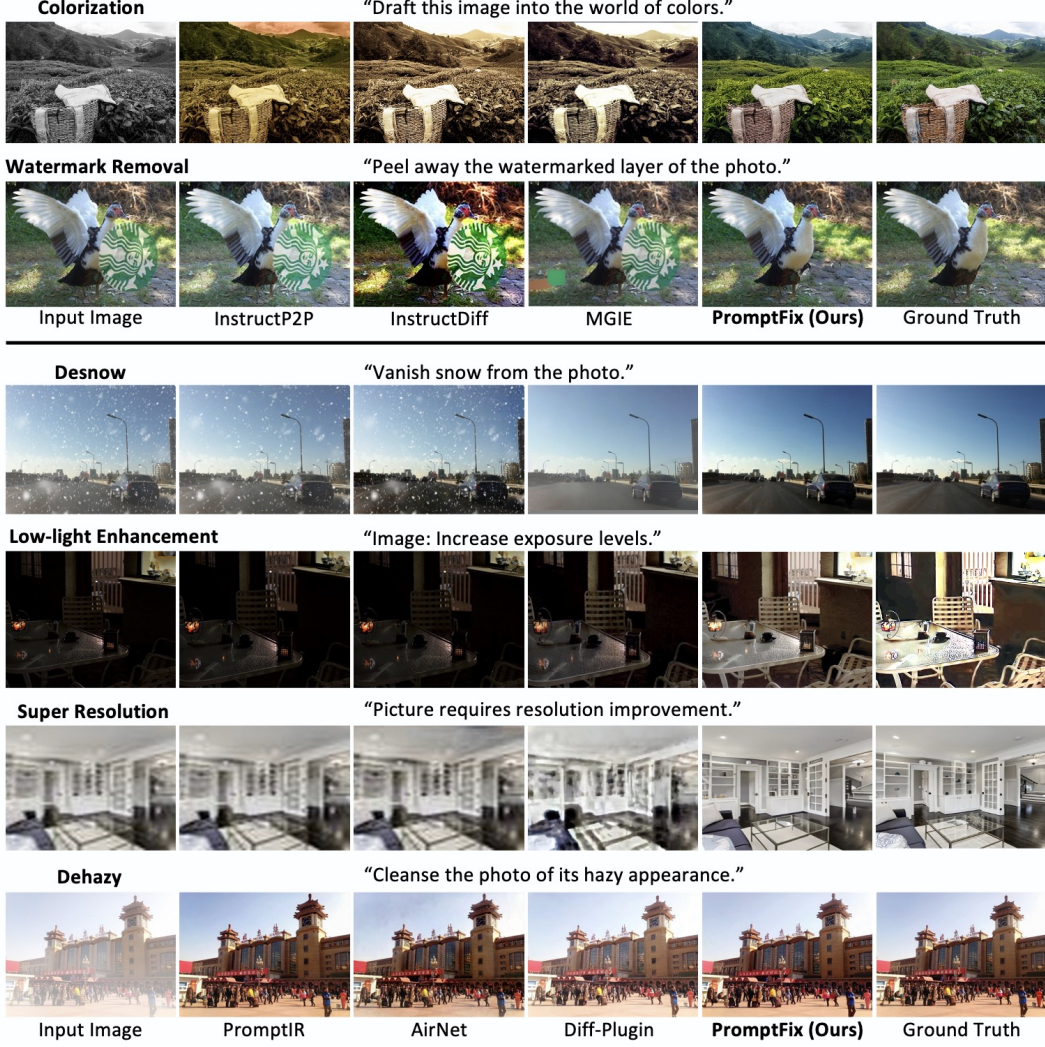 Colorization “Draft this image into the world of colors.”
Watermark Removal “Peel away the watermarked layer of the photo.”
Input Image InstructP2P InstructDiff MGIE PromptFix (Ours) Ground Truth
Desnow “Vanish snow from the photo.”
Low-light Enhancement “Image: Increase exposure levels.”
Super Resolution “Picture requires resolution improvement.”
Dehazy “Cleanse the photo of its hazy appearance.”
Input Image PromptIR AirNet Diff-Plugin PromptFix (Ours) Ground Truth